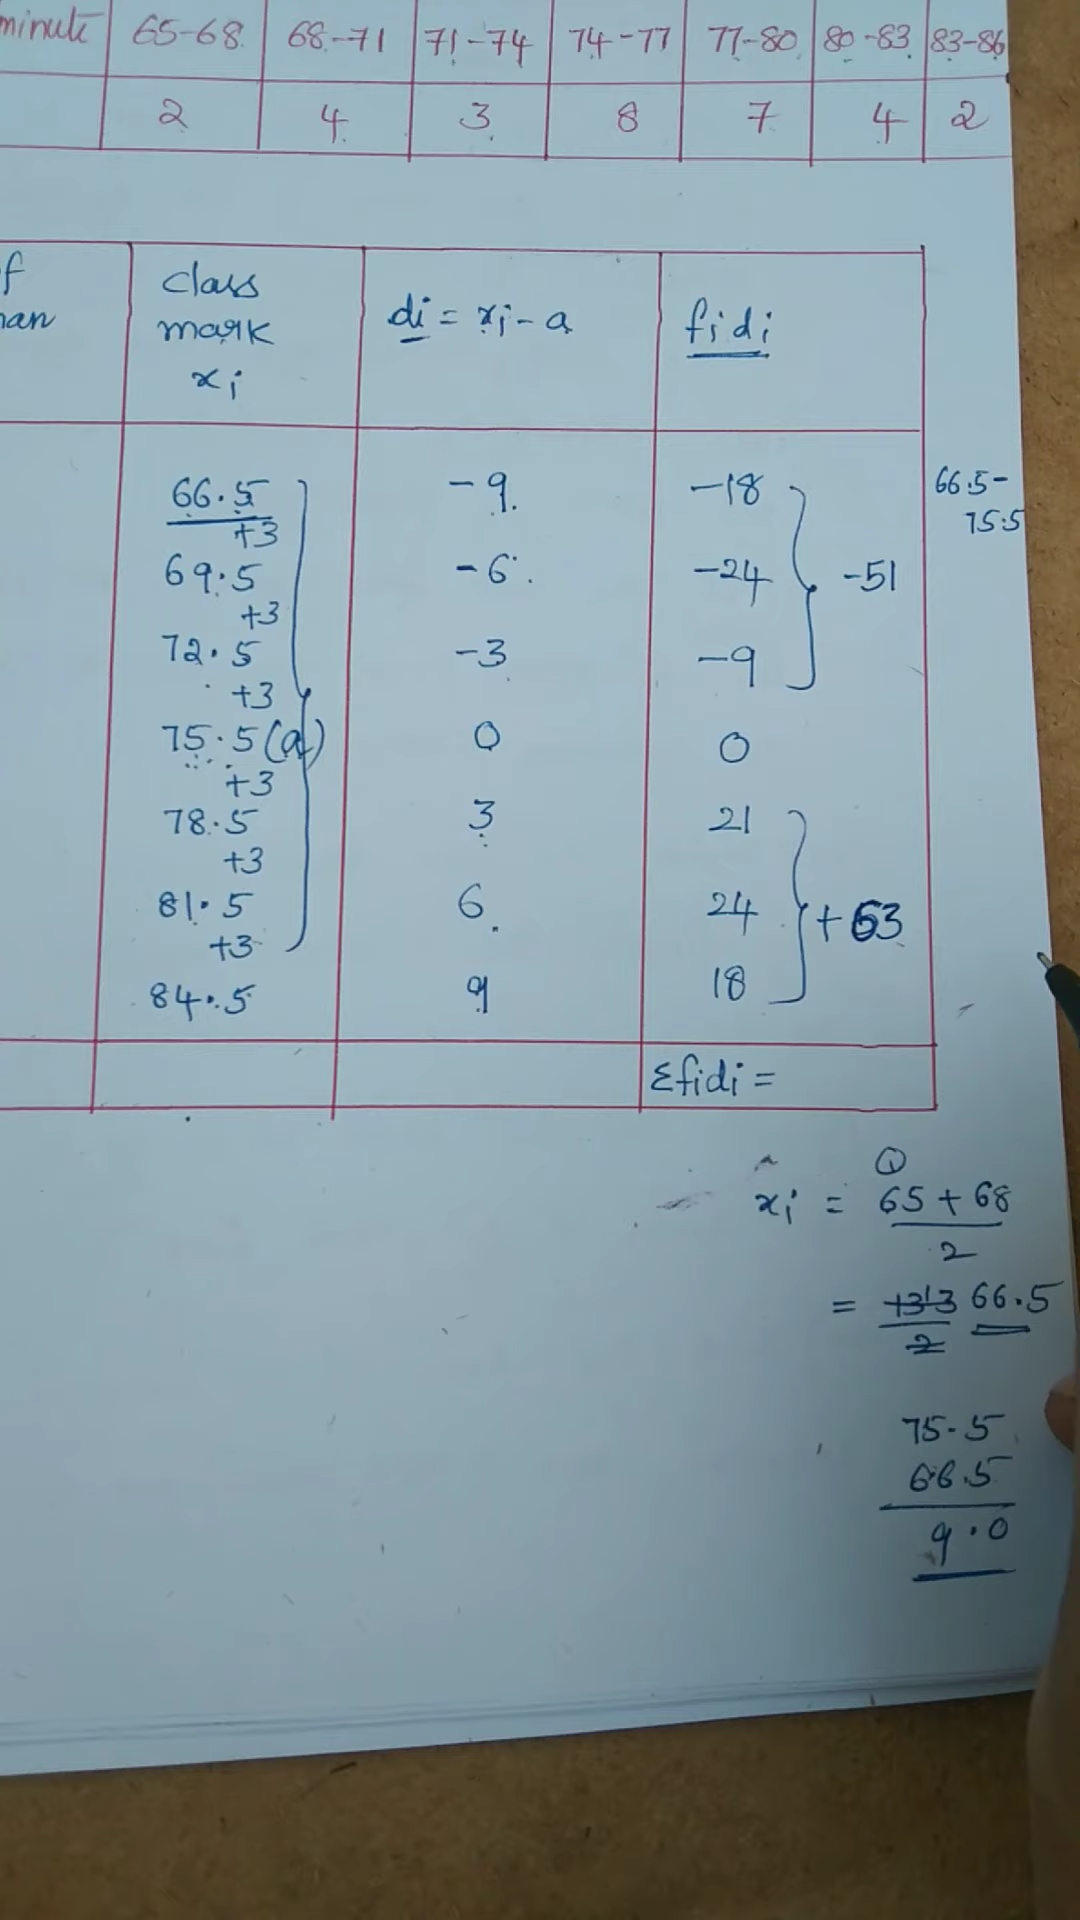 minute 65-68 68-71 71-74 74-77 77-80 80-83 83-86
2 4 3 8 7 4 2
class mark xi
di = xi - a
fidi
66.5 -9 -18 66.5-
+3 75.5
69.5 -6 -24 -51
+3
72.5 -3 -9
+3
75.5(a) 0 0
+3
78.5 3 21
+3
81.5 6 24 +63
+3
84.5 9 18
Σfidi =
①
xi = 65 + 68
2
= 133 66.5
2
75.5
66.5
9.0